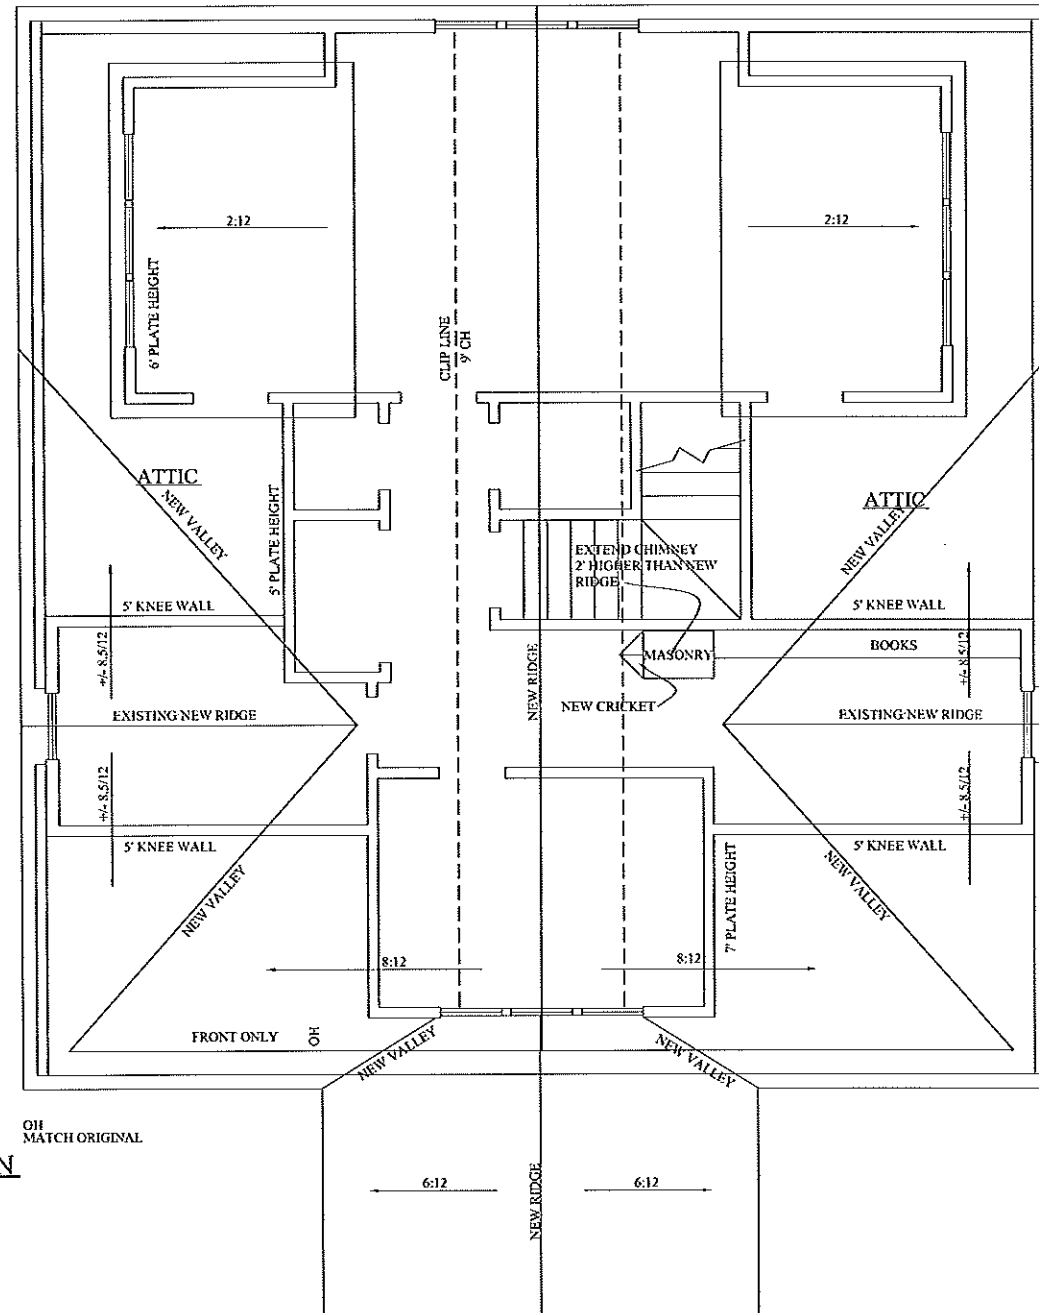 2:12
2:12
6' PLATE HEIGHT
CLIP LINE
9' CH
ATTIC
NEW VALLEY
5' PLATE HEIGHT
ATTIC
NEW VALLEY
EXTEND CHIMNEY
2' HIGHER THAN NEW
RIDGE
5' KNEE WALL
5' KNEE WALL
+/- 8.5/12
BOOKS
+/- 8.5/12
MASONRY
NEW RIDGE
NEW CRICKET
EXISTING NEW RIDGE
EXISTING NEW RIDGE
+/- 8.5/12
+/- 8.5/12
5' KNEE WALL
5' KNEE WALL
NEW VALLEY
7' PLATE HEIGHT
NEW VALLEY
8:12
8:12
FRONT ONLY
OH
NEW VALLEY
NEW VALLEY
OH
MATCH ORIGINAL
N
6:12
6:12
NEW RIDGE